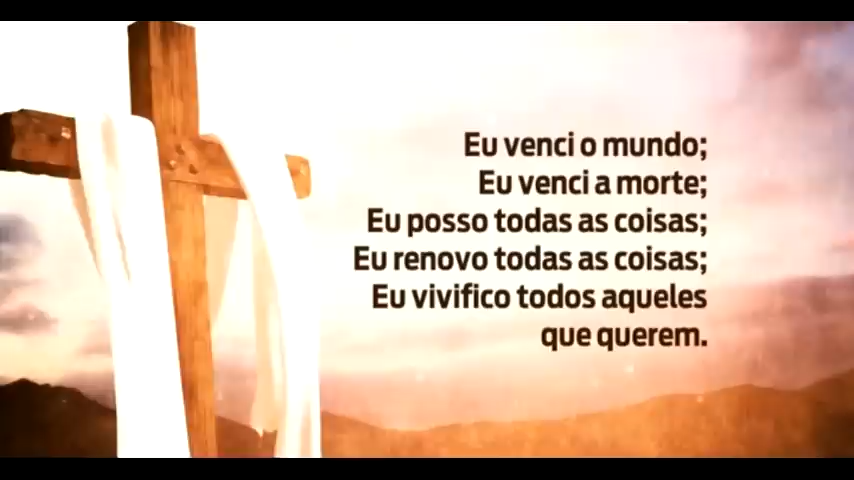 Eu venci o mundo;
Eu venci a morte;
Eu posso todas as coisas;
Eu renovo todas as coisas;
Eu vivifico todos aqueles
que querem.